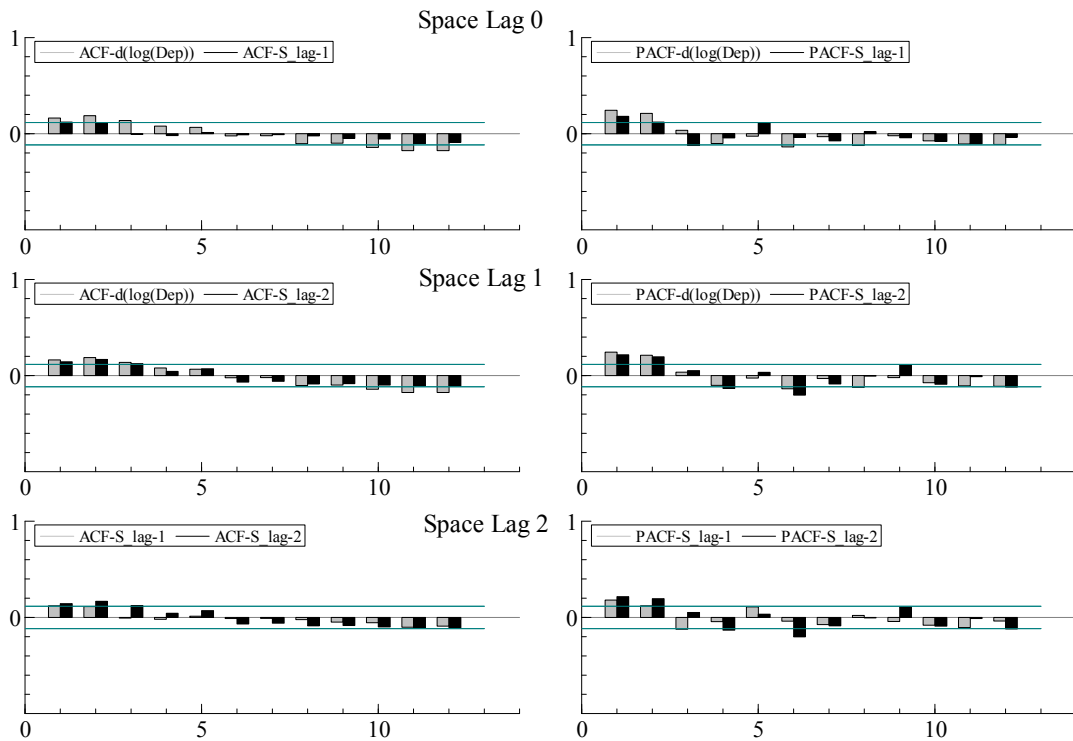 Space Lag 0
1
ACF-d(log(Dep)) ACF-S_lag-1
0
0 5 10
1
PACF-d(log(Dep)) PACF-S_lag-1
0
0 5 10
Space Lag 1
1
ACF-d(log(Dep)) ACF-S_lag-2
0
0 5 10
1
PACF-d(log(Dep)) PACF-S_lag-2
0
0 5 10
Space Lag 2
1
ACF-S_lag-1 ACF-S_lag-2
0
0 5 10
1
PACF-S_lag-1 PACF-S_lag-2
0
0 5 10